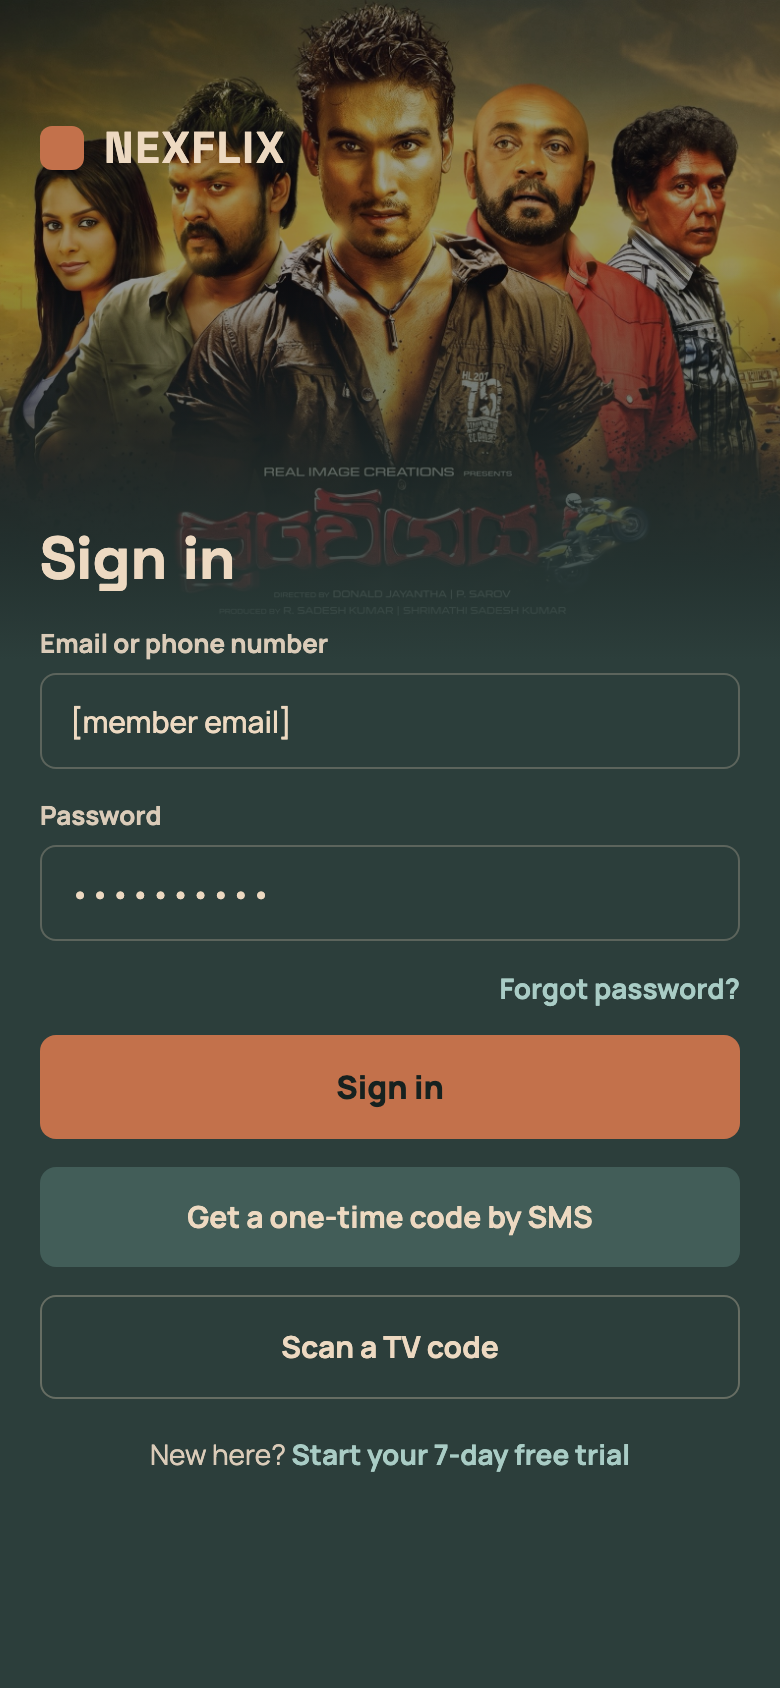 NEXFLIX
HL201
73
REAL IMAGE CREATIONS PRESENTS
Sign in
DIRECTED BY DONALD JAYANTHA | P. SAROV
PRODUCED BY R. SADESH KUMAR | SHRIMATHI SADESH KUMAR
Email or phone number
[member email]
Password
Forgot password?
Sign in
Get a one-time code by SMS
Scan a TV code
New here? Start your 7-day free trial